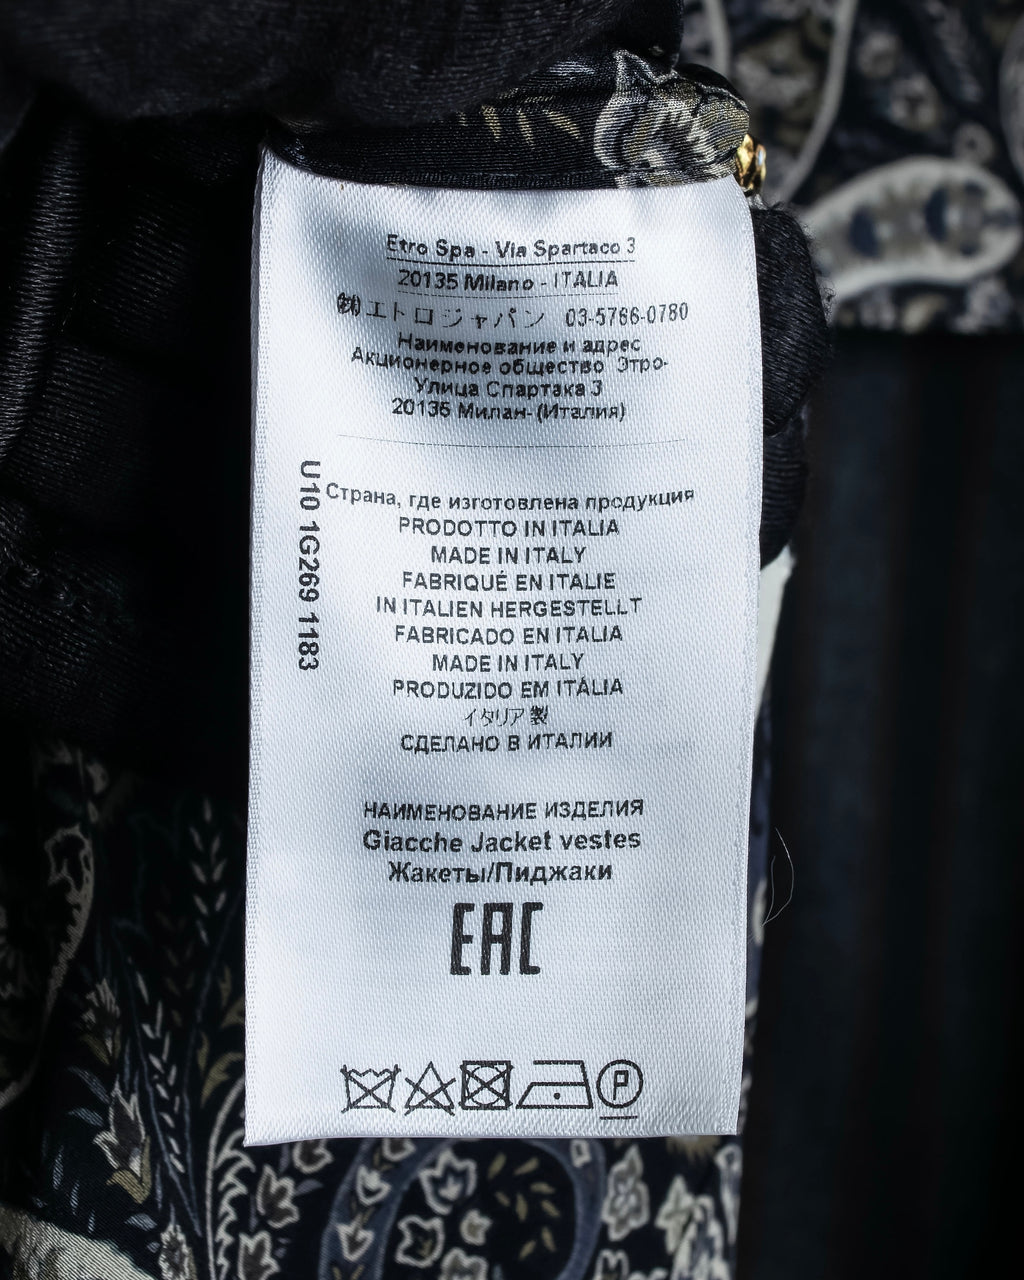 Etro Spa - Via Spartaco 3
20135 Milano - ITALIA
㈱エトロジャパン 03-5766-0780
Наименование и адрес
Акционерное общество Этро-
Улица Спартака 3
20135 Милан- (Италия)
U10 1G269 1183
Страна, где изготовлена продукция
PRODOTTO IN ITALIA
MADE IN ITALY
FABRIQUÉ EN ITALIE
IN ITALIEN HERGESTELLT
FABRICADO EN ITALIA
MADE IN ITALY
PRODUZIDO EM ITÁLIA
イタリア製
СДЕЛАНО В ИТАЛИИ
НАИМЕНОВАНИЕ ИЗДЕЛИЯ
Giacche Jacket vestes
Жакеты/Пиджаки
EAC
P